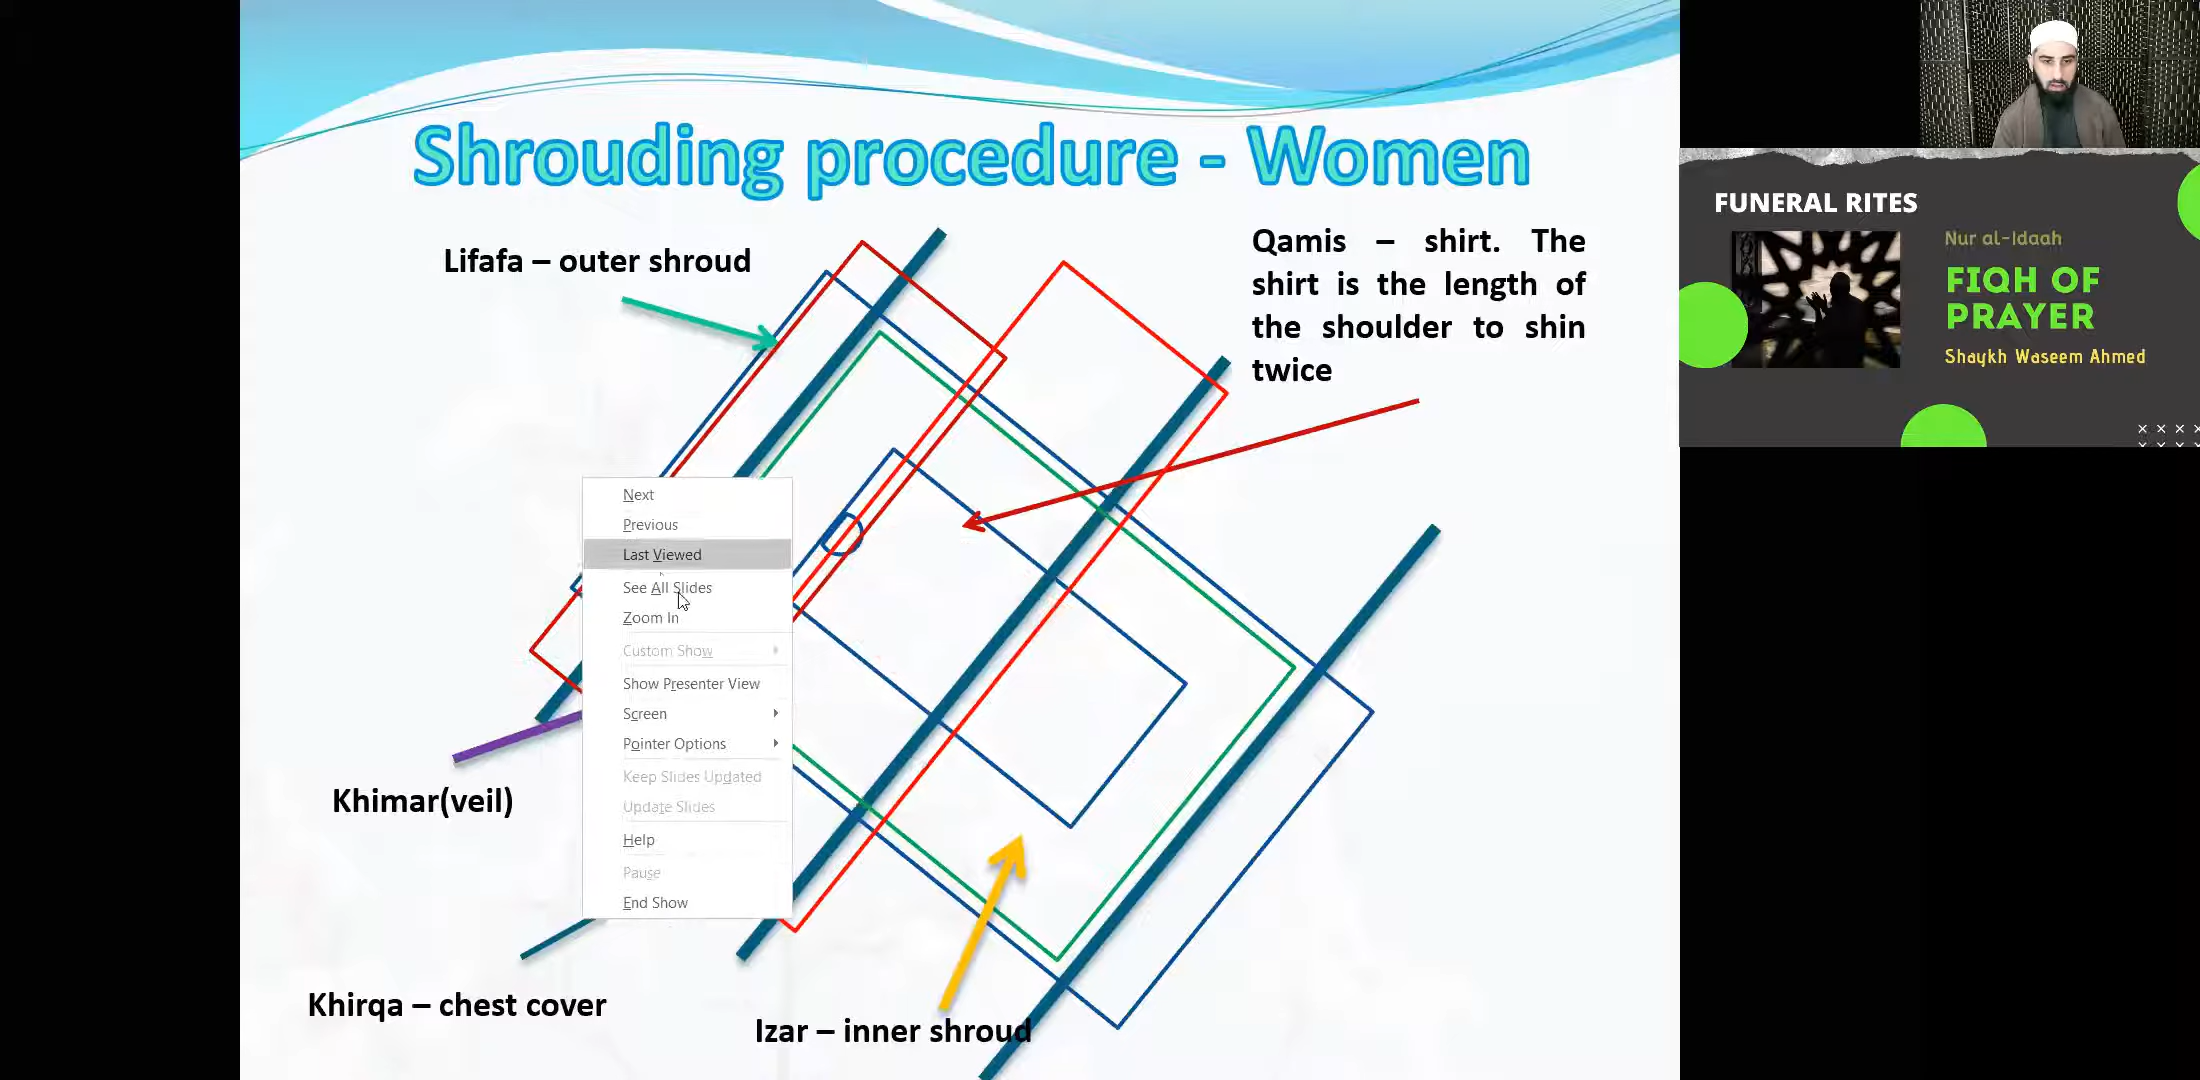 Shrouding procedure - Women
Lifafa – outer shroud
Qamis – shirt. The
shirt is the length of
the shoulder to shin
twice
Next
Previous
Last Viewed
See All Slides
Zoom In
Custom Show
Show Presenter View
Screen
Pointer Options
Keep Slides Updated
Update Slides
Help
Pause
End Show
Khimar(veil)
Khirqa – chest cover
Izar – inner shroud
FUNERAL RITES
Nur al-Idaah
FIQH OF
PRAYER
Shaykh Waseem Ahmed